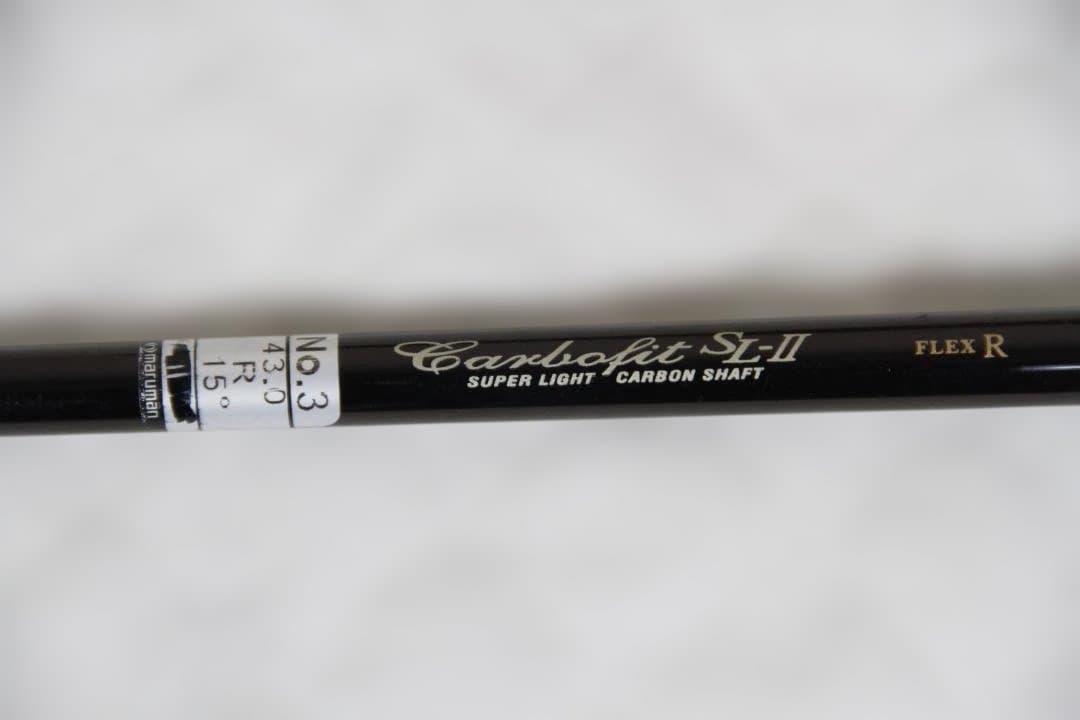 Carbofit SL-II
SUPER LIGHT CARBON SHAFT
FLEX R
No.3
43.0
R
15°
maruman